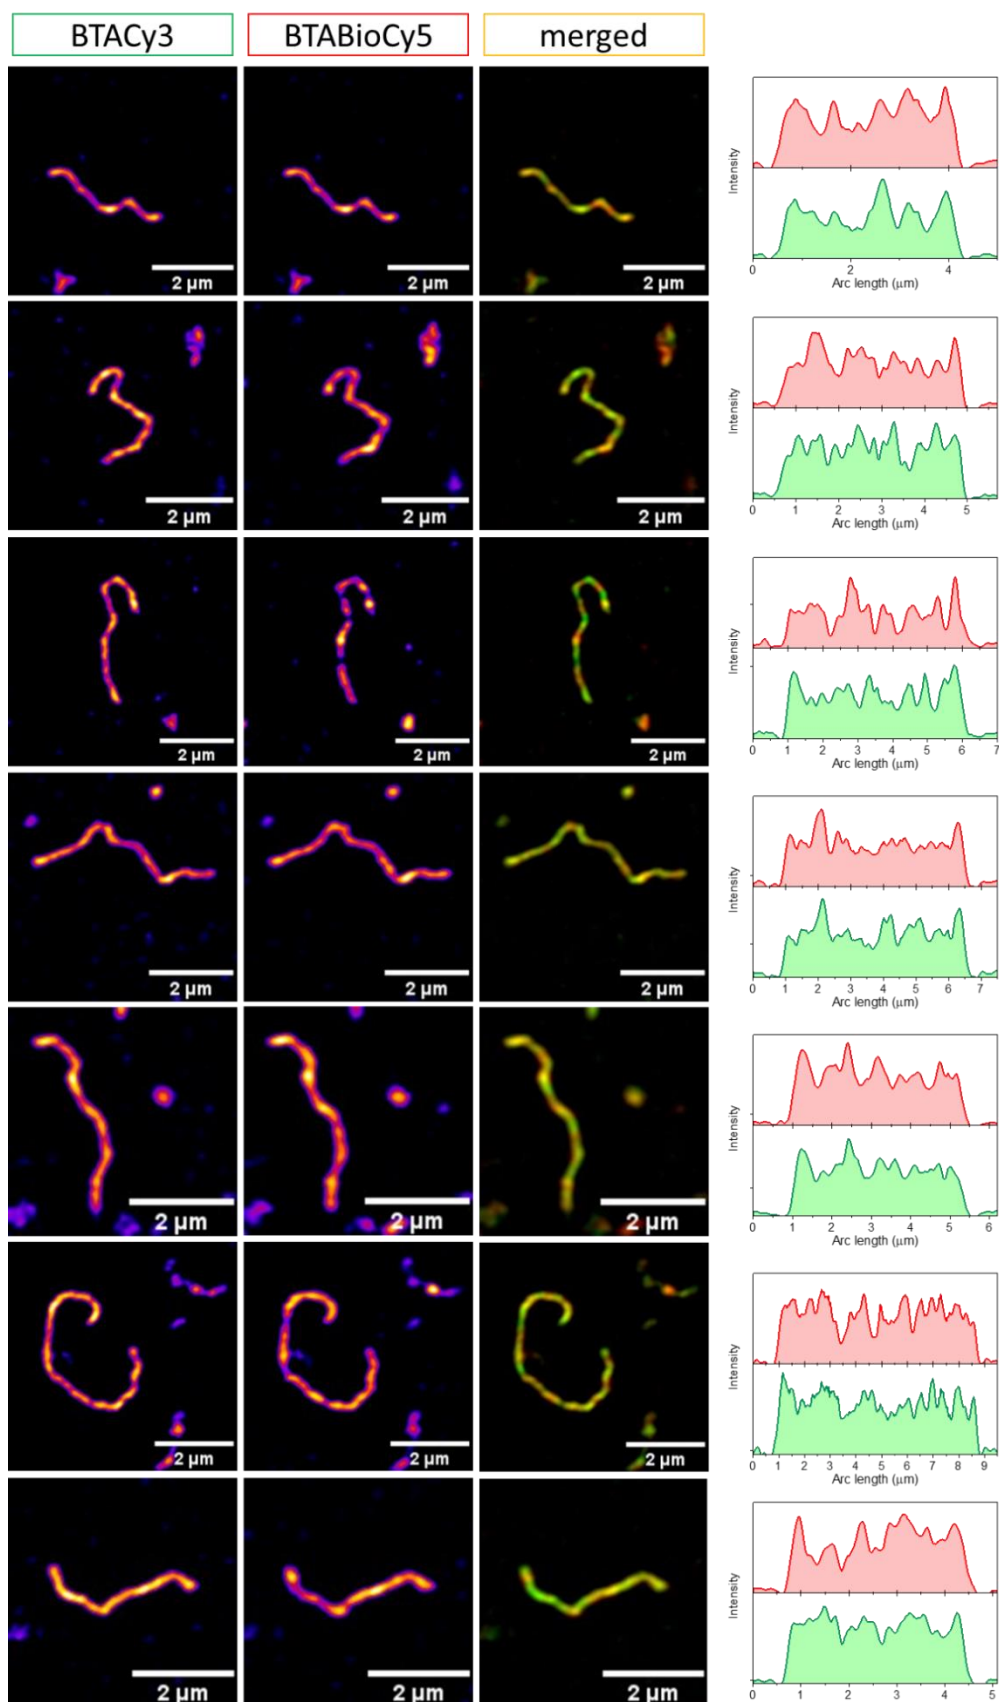 BTACy3 BTABioCy5 merged
2 µm 2 µm 2 µm
Intensity
0 2 4
Arc length (µm)
2 µm 2 µm 2 µm
Intensity
0 1 2 3 4 5
Arc length (µm)
2 µm 2 µm 2 µm
Intensity
0 1 2 3 4 5 6 7
Arc length (µm)
2 µm 2 µm 2 µm
Intensity
0 1 2 3 4 5 6 7
Arc length (µm)
2 µm 2 µm 2 µm
Intensity
0 1 2 3 4 5 6
Arc length (µm)
2 µm 2 µm 2 µm
Intensity
0 1 2 3 4 5 6 7 8 9
Arc length (µm)
2 µm 2 µm 2 µm
Intensity
0 1 2 3 4 5
Arc length (µm)